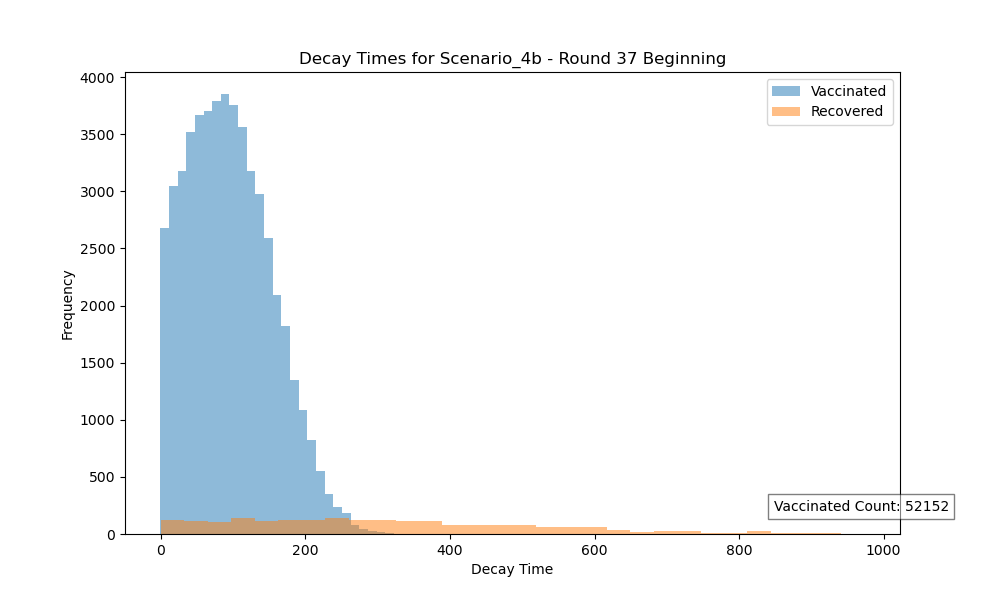 Decay Times for Scenario_4b - Round 37 Beginning
Vaccinated
Recovered
Frequency
4000
3500
3000
2500
2000
1500
1000
500
0
Vaccinated Count: 52152
0 200 400 600 800 1000
Decay Time